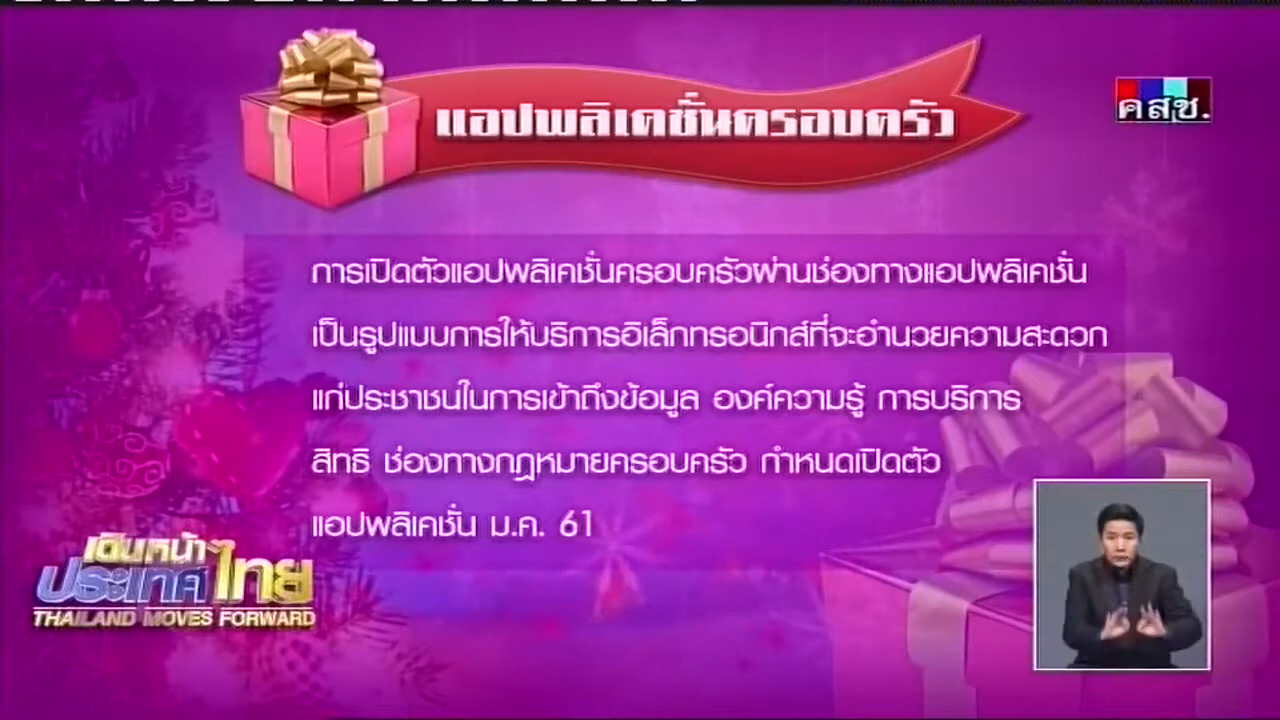 แอปพลิเคชั่นครอบครัว
คสช.
การเปิดตัวแอปพลิเคชั่นครอบครัวผ่านช่องทางแอปพลิเคชั่น
เป็นรูปแบบการให้บริการอิเล็กทรอนิกส์ที่จะอำนวยความสะดวก
แก่ประชาชนในการเข้าถึงข้อมูล องค์ความรู้ การบริการ
สิทธิ ช่องทางกฎหมายครอบครัว กำหนดเปิดตัว
แอปพลิเคชั่น ม.ค. 61
เดินหน้า
ประเทศไทย
THAILAND MOVES FORWARD